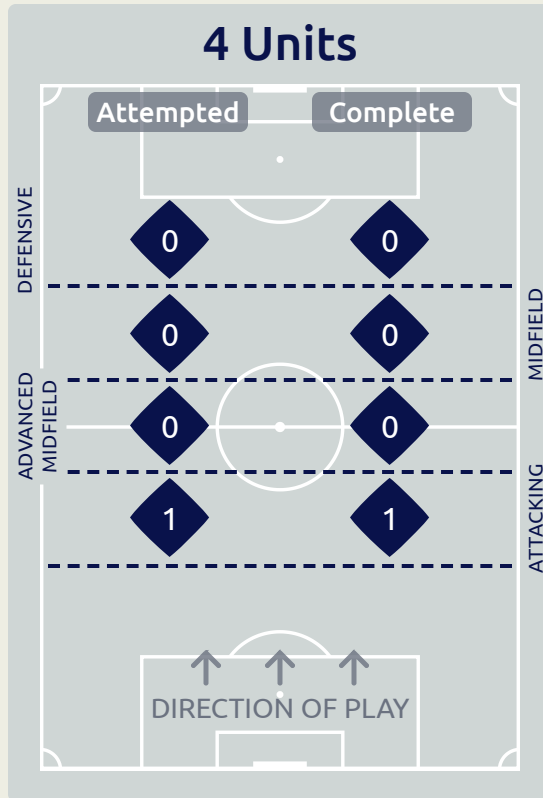 4 Units
Attempted Complete
DEFENSIVE
0 0
MIDFIELD
0 0
ADVANCED
MIDFIELD
0 0
ATTACKING
1 1
DIRECTION OF PLAY